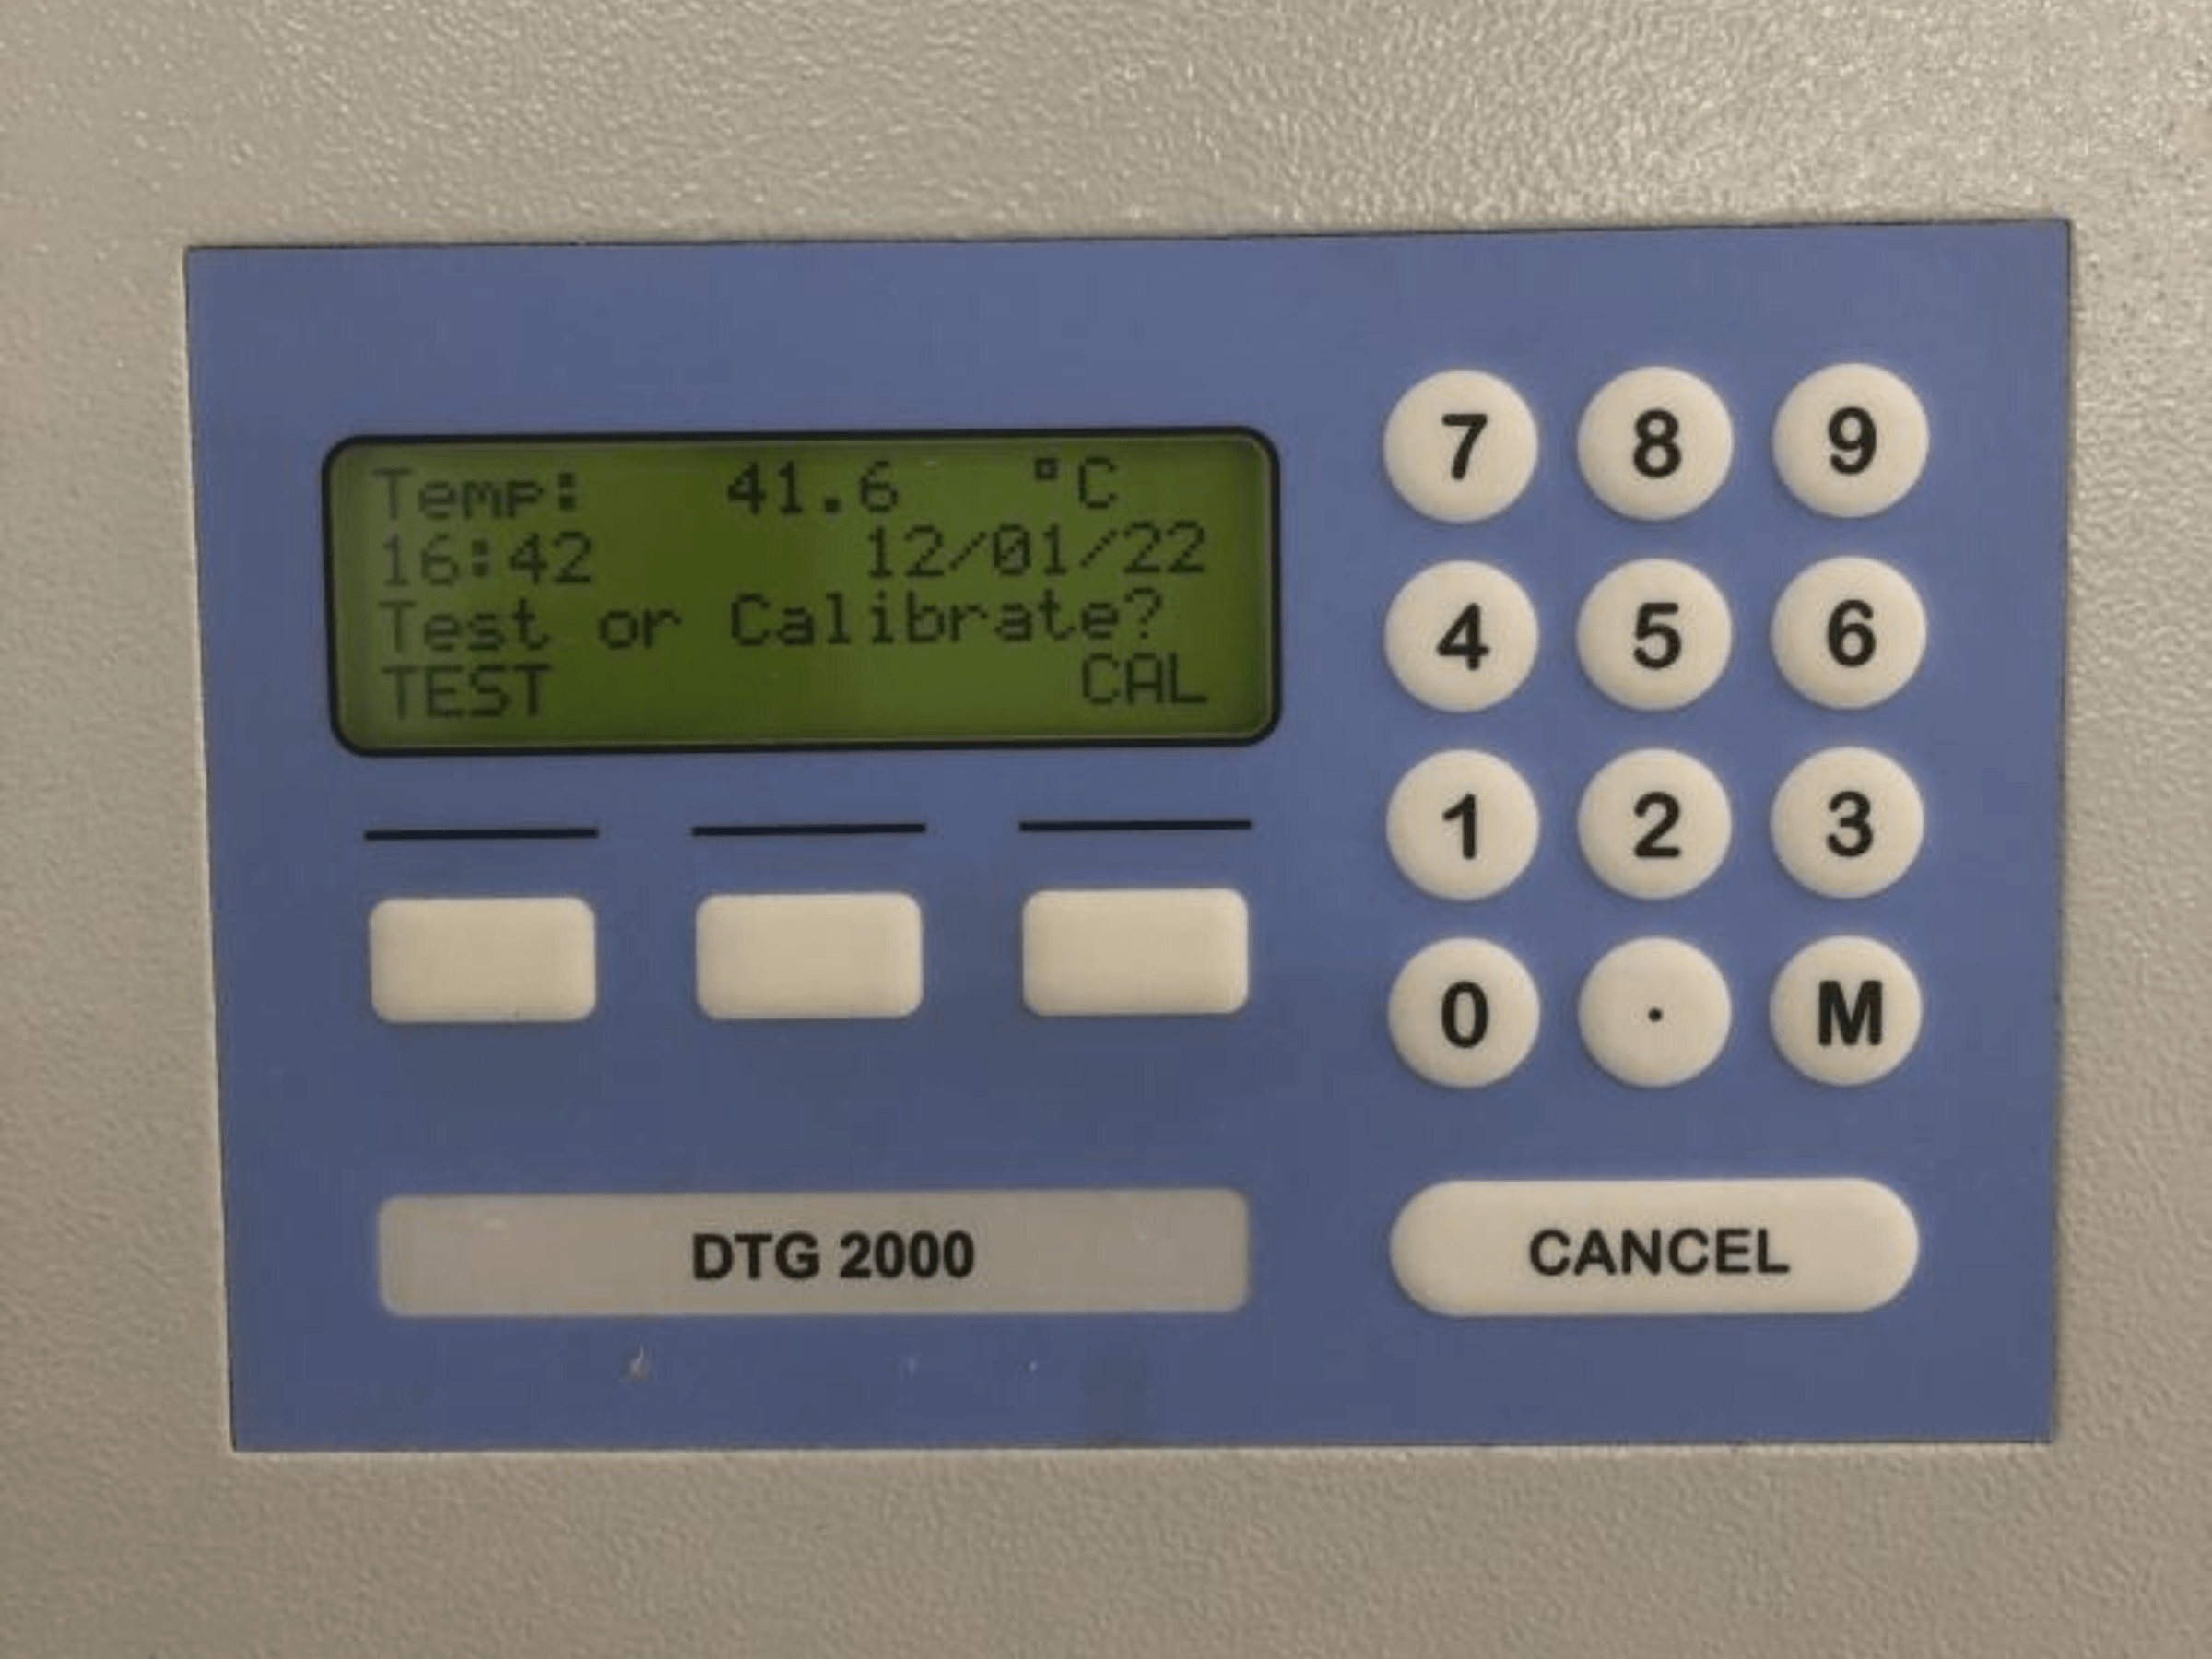 Temp: 41.6 °C
16:42 12/01/22
Test or Calibrate?
TEST CAL
7 8 9
4 5 6
1 2 3
0 . M
DTG 2000
CANCEL